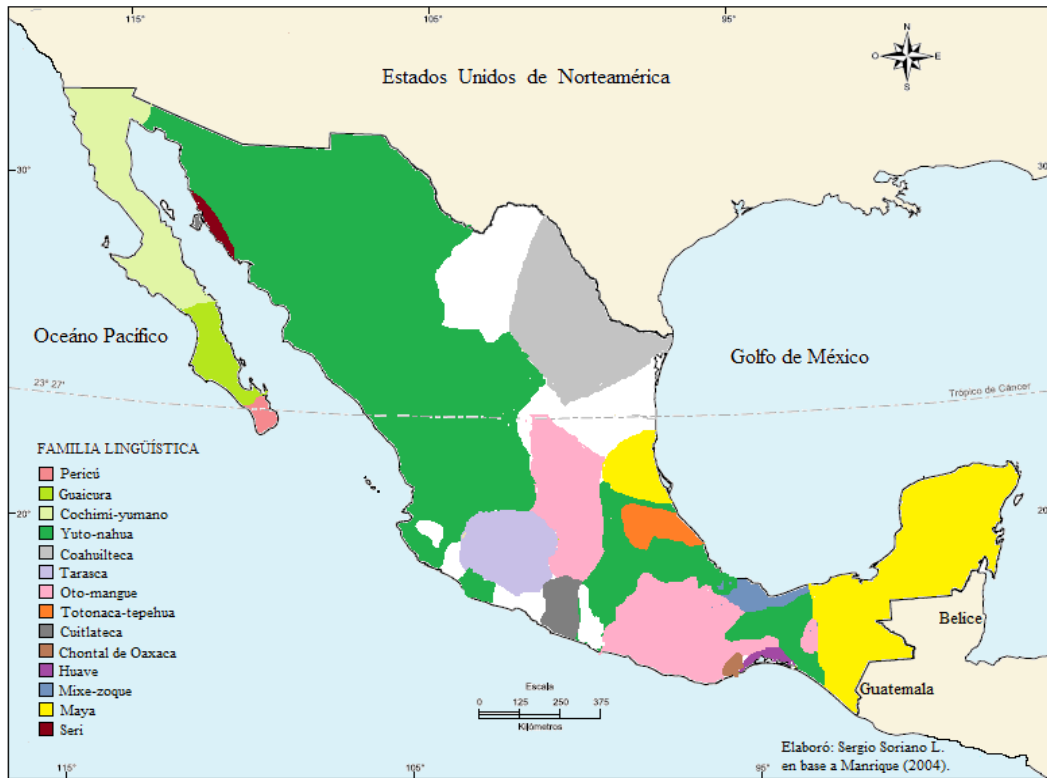 115°
105°
95°
N
O
E
S
Estados Unidos de Norteamérica
30°
30
Océano Pacífico
Golfo de México
23° 27'
Trópico de Cáncer
FAMILIA LINGÜÍSTICA
Pericú
Guaicura
Cochimi-yumano
Yuto-nahua
Coahuilteca
Tarasca
Oto-mangue
Totonaca-tepehua
Cuitlateca
Chontal de Oaxaca
Huave
Mixe-zoque
Maya
Seri
20°
20
Belice
Guatemala
Escala
0 125 250 375
Kilómetros
Elaboró: Sergio Soriano L.
en base a Manrique (2004).
115°
105°
95°